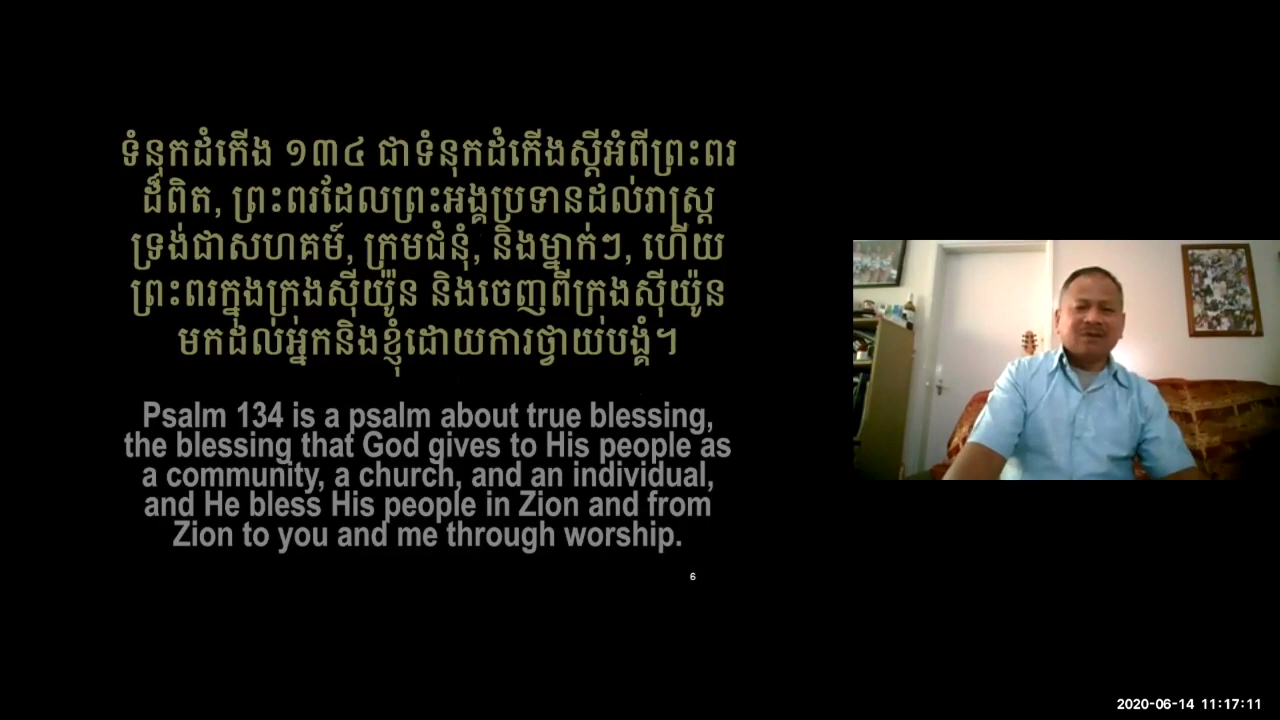 ទំនុកដំកើង ១៣៤ ជាទំនុកដំកើងស្ដីអំពីព្រះពរ
ដ៏ពិត, ព្រះពរដែលព្រះអង្គប្រទានដល់រាស្ត្រ
ទ្រង់ជាសហគមន៍, ក្រុមជំនុំ, និងម្នាក់ៗ, ហើយ
ព្រះពរក្នុងក្រុងស៊ីយ៉ូន និងចេញពីក្រុងស៊ីយ៉ូន
មកដល់អ្នកនិងខ្ញុំដោយការថ្វាយបង្គំ។
Psalm 134 is a psalm about true blessing,
the blessing that God gives to His people as
a community, a church, and an individual,
and He bless His people in Zion and from
Zion to you and me through worship.
6
2020-06-14 11:17:11